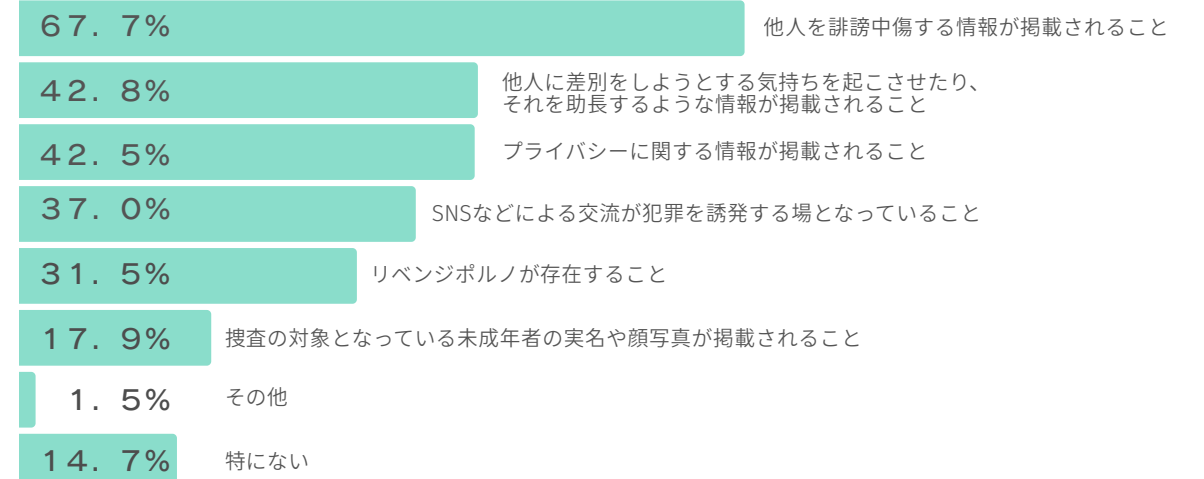 67. 7%
他人を誹謗中傷する情報が掲載されること
42. 8%
他人に差別をしようとする気持ちを起こさせたり、
それを助長するような情報が掲載されること
42. 5%
プライバシーに関する情報が掲載されること
37. 0%
SNSなどによる交流が犯罪を誘発する場となっていること
31. 5%
リベンジポルノが存在すること
17. 9%
捜査の対象となっている未成年者の実名や顔写真が掲載されること
1. 5%
その他
14. 7%
特にない